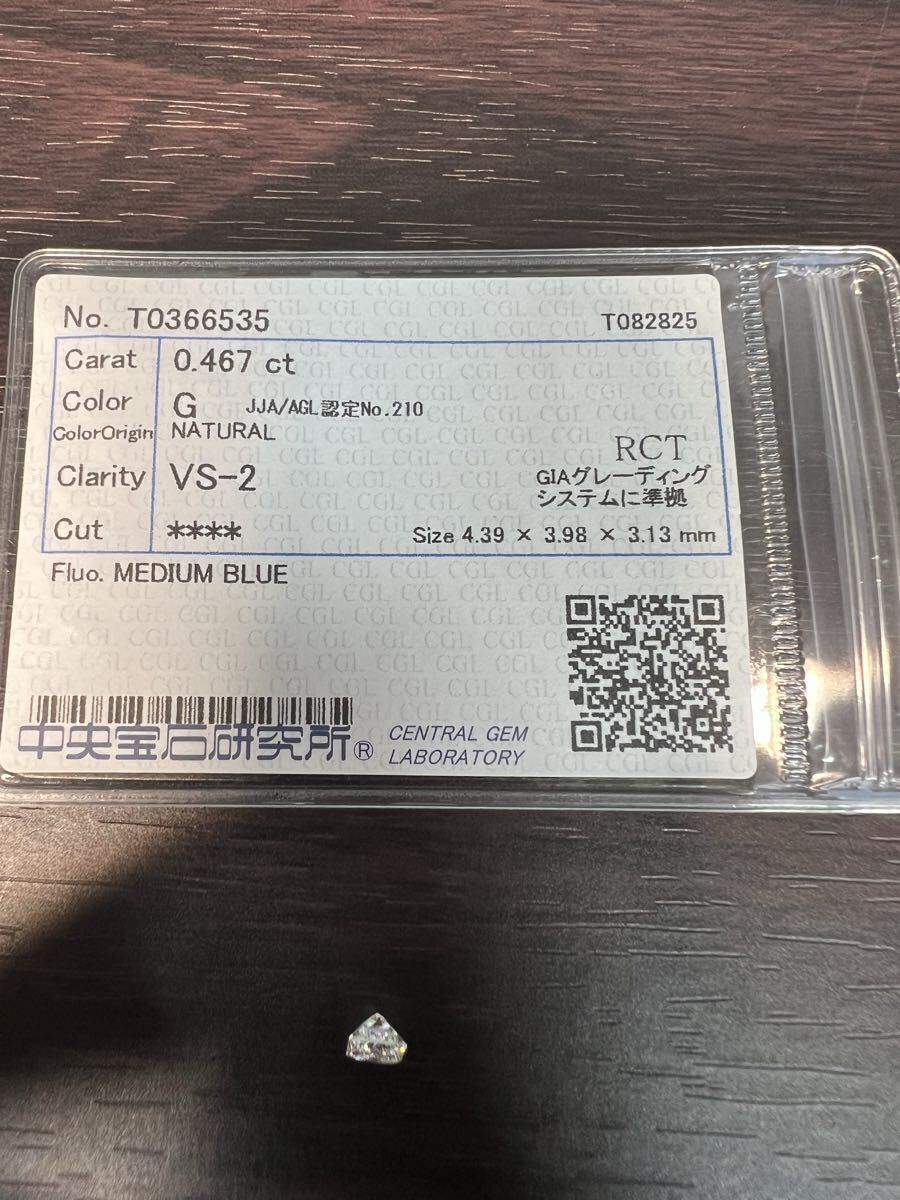 No. T0366535 T082825
Carat 0.467 ct
Color G JJA/AGL認定No.210
ColorOrigin NATURAL
RCT
Clarity VS-2 GIAグレーディング
システムに準拠
Cut **** Size 4.39 × 3.98 × 3.13 mm
Fluo. MEDIUM BLUE
中央宝石研究所® CENTRAL GEM
LABORATORY